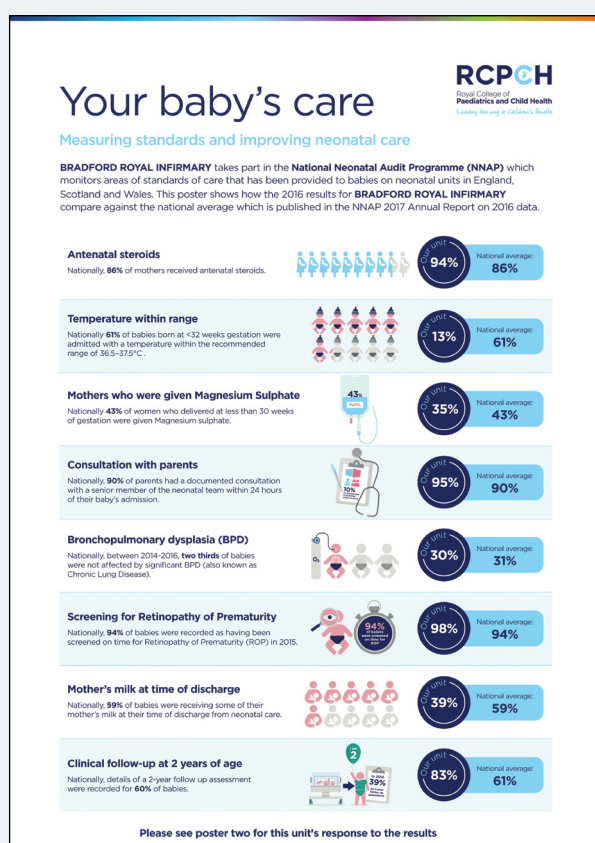 RCPCH
Royal College of
Paediatrics and Child Health
Leading the way in Children's Health
Your baby's care
Measuring standards and improving neonatal care
BRADFORD ROYAL INFIRMARY takes part in the National Neonatal Audit Programme (NNAP) which
monitors areas of standards of care that has been provided to babies on neonatal units in England,
Scotland and Wales. This poster shows how the 2016 results for BRADFORD ROYAL INFIRMARY
compare against the national average which is published in the NNAP 2017 Annual Report on 2016 data.
Antenatal steroids
Nationally, 86% of mothers received antenatal steroids.
Our unit
94%
National average:
86%
Temperature within range
Nationally 61% of babies born at <32 weeks gestation were
admitted with a temperature within the recommended
range of 36.5–37.5°C .
Our unit
13%
National average:
61%
Mothers who were given Magnesium Sulphate
Nationally 43% of women who delivered at less than 30 weeks
of gestation were given Magnesium sulphate.
43%
MgSO₄
Our unit
35%
National average:
43%
Consultation with parents
Nationally, 90% of parents had a documented consultation
with a senior member of the neonatal team within 24 hours
of their baby's admission.
10%
Our unit
95%
National average:
90%
Bronchopulmonary dysplasia (BPD)
Nationally, between 2014-2016, two thirds of babies
were not affected by significant BPD (also known as
Chronic Lung Disease).
O₂
Our unit
30%
National average:
31%
Screening for Retinopathy of Prematurity
Nationally, 94% of babies were recorded as having been
screened on time for Retinopathy of Prematurity (ROP) in 2015.
94%
of babies
were screened
on time for
ROP
Our unit
98%
National average:
94%
Mother's milk at time of discharge
Nationally, 59% of babies were receiving some of their
mother's milk at their time of discharge from neonatal care.
Our unit
39%
National average:
59%
Clinical follow-up at 2 years of age
Nationally, details of a 2-year follow up assessment
were recorded for 60% of babies.
I am
2
39%
Our unit
83%
National average:
61%
Please see poster two for this unit's response to the results